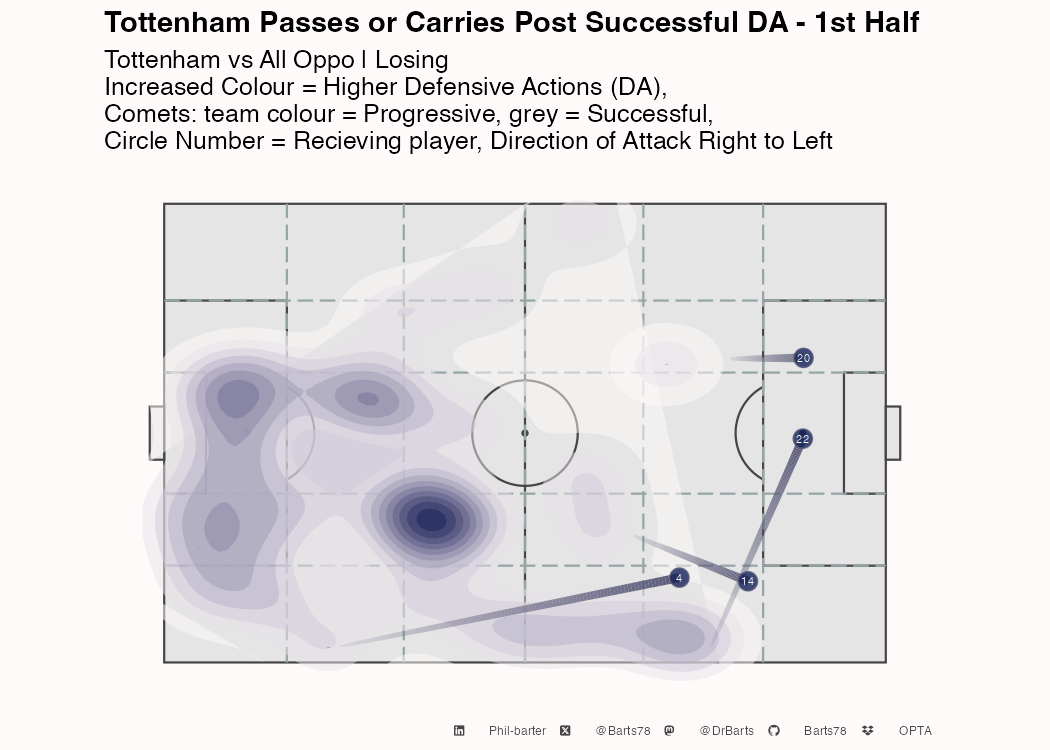 Tottenham Passes or Carries Post Successful DA - 1st Half
Tottenham vs All Oppo | Losing
Increased Colour = Higher Defensive Actions (DA),
Comets: team colour = Progressive, grey = Successful,
Circle Number = Recieving player, Direction of Attack Right to Left
20
22
4
14
Phil-barter @Barts78 @DrBarts Barts78 OPTA